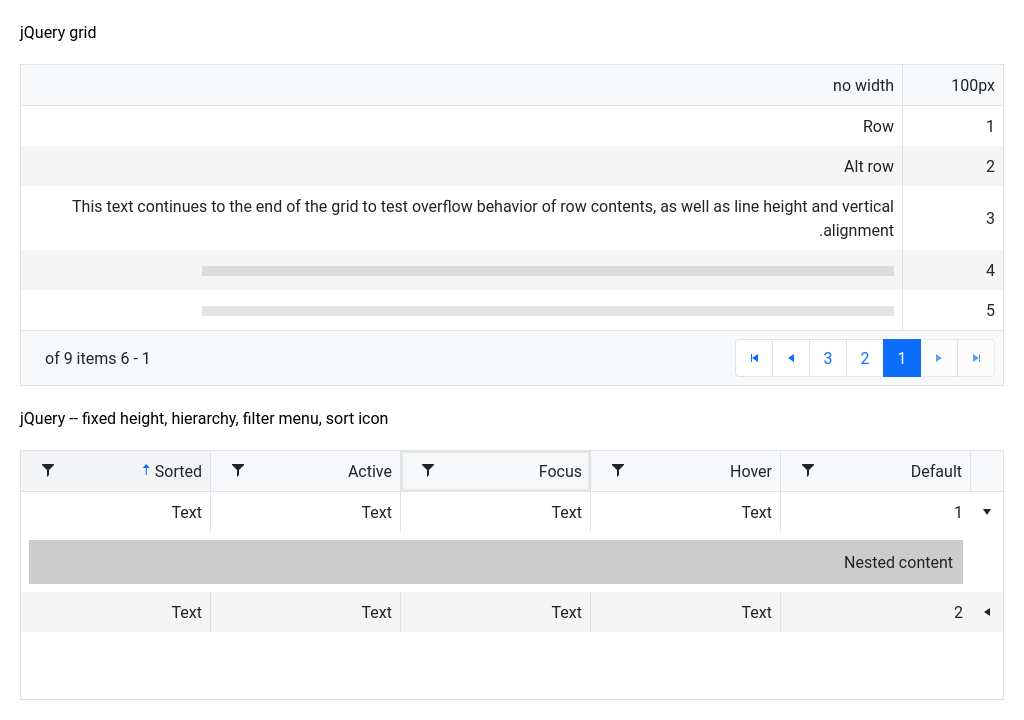 jQuery grid
no width 100px
Row 1
Alt row 2
This text continues to the end of the grid to test overflow behavior of row contents, as well as line height and vertical
.alignment
3
4
5
of 9 items 6 - 1
3 2 1
jQuery -- fixed height, hierarchy, filter menu, sort icon
Sorted Active Focus Hover Default
Text Text Text Text 1
Nested content
Text Text Text Text 2